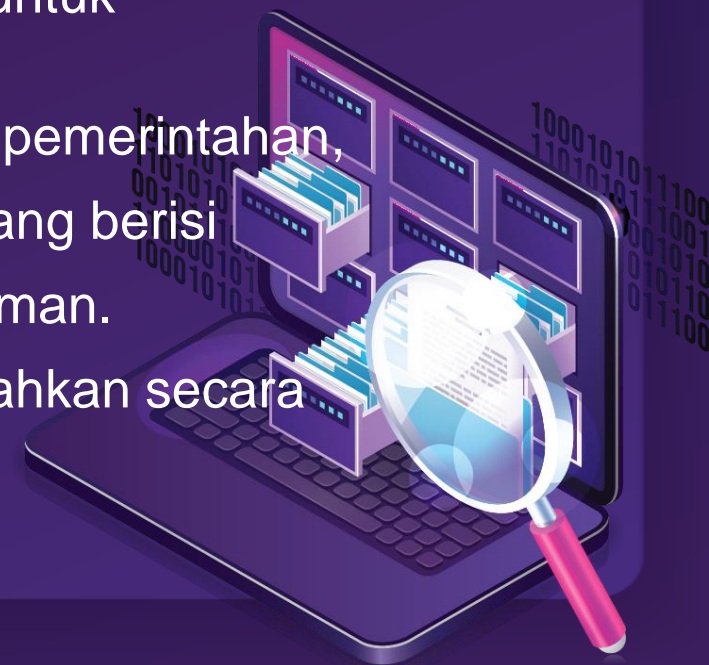 untuk
pemerintahan,
ang berisi
man.
ahkan secara